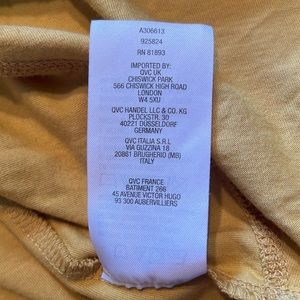 A306613
925824
RN 81893
IMPORTED BY:
QVC UK
CHISWICK PARK
566 CHISWICK HIGH ROAD
LONDON
W4 5XU
QVC HANDEL LLC & CO. KG
PLOCKSTR. 30
40221 DUSSELDORF
GERMANY
QVC ITALIA S.R.L
VIA GUZZINA 18
20861 BRUGHERIO (MB)
ITALY
QVC FRANCE
BATIMENT 266
45 AVENUE VICTOR HUGO
93 300 AUBERVILLIERS